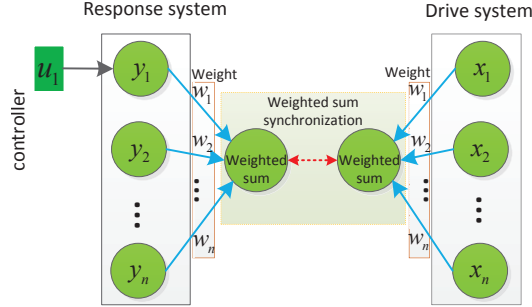 Response system
Drive system
controller
u1
y1
y2
yn
Weight
w1
w2
wn
Weighted sum
synchronization
Weighted
sum
Weighted
sum
Weight
w1
w2
wn
x1
x2
xn